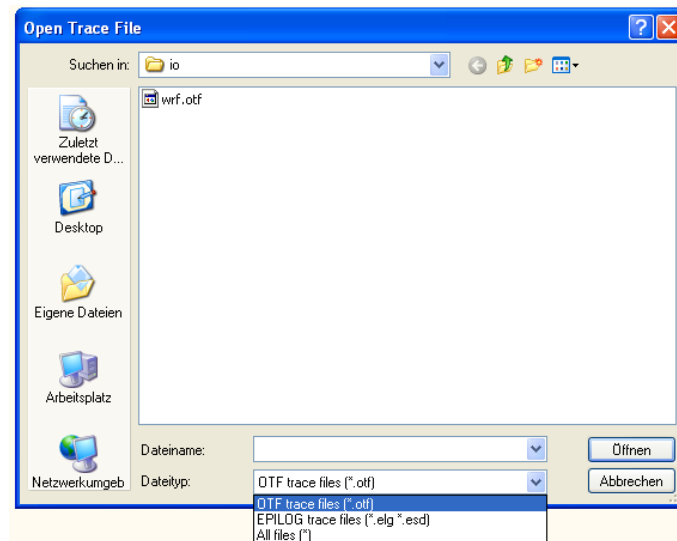 Open Trace File
Suchen in:
io
wrf.otf
Zuletzt
verwendete D...
Desktop
Eigene Dateien
Arbeitsplatz
Netzwerkumgeb
Dateiname:
Öffnen
Dateityp:
OTF trace files (*.otf)
Abbrechen
OTF trace files (*.otf)
EPILOG trace files (*.elg *.esd)
All files (*)